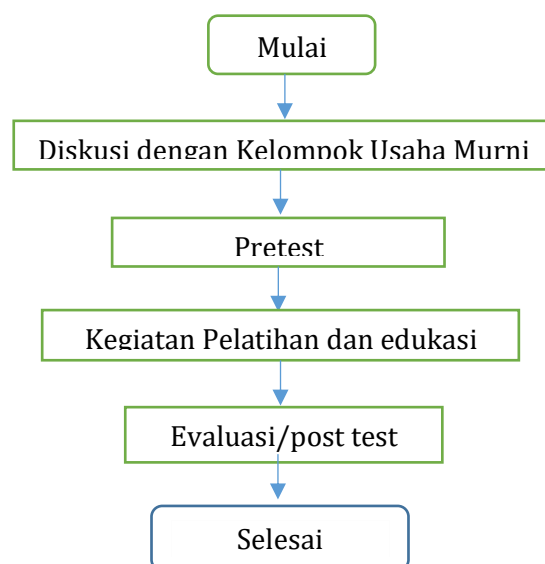 Mulai
Diskusi dengan Kelompok Usaha Murni
Pretest
Kegiatan Pelatihan dan edukasi
Evaluasi/post test
Selesai